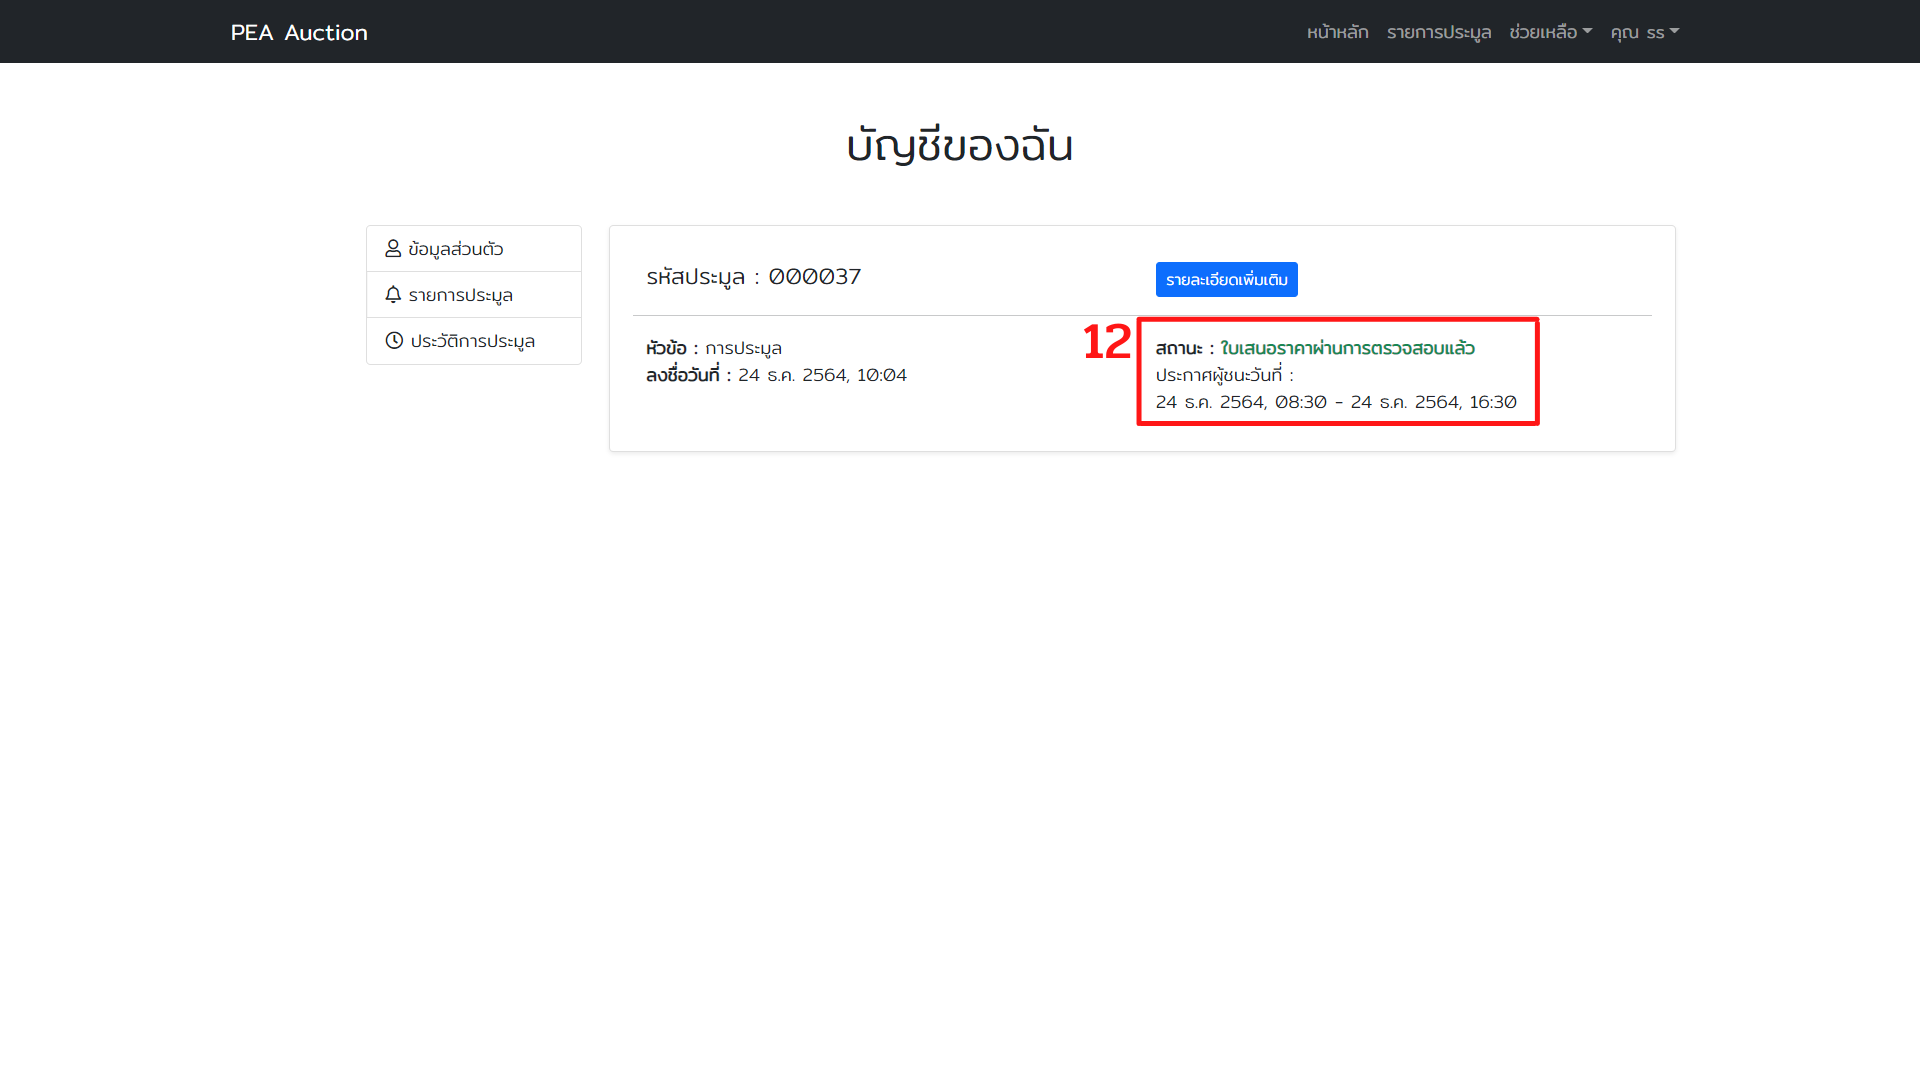 PEA Auction
หน้าหลัก รายการประมูล ช่วยเหลือ คุณ ss
บัญชีของฉัน
ข้อมูลส่วนตัว
รายการประมูล
ประวัติการประมูล
รหัสประมูล : 000037
รายละเอียดเพิ่มเติม
หัวข้อ : การประมูล
ลงชื่อวันที่ : 24 ธ.ค. 2564, 10:04
12
สถานะ : ใบเสนอราคาผ่านการตรวจสอบแล้ว
ประกาศผู้ชนะวันที่ :
24 ธ.ค. 2564, 08:30 - 24 ธ.ค. 2564, 16:30